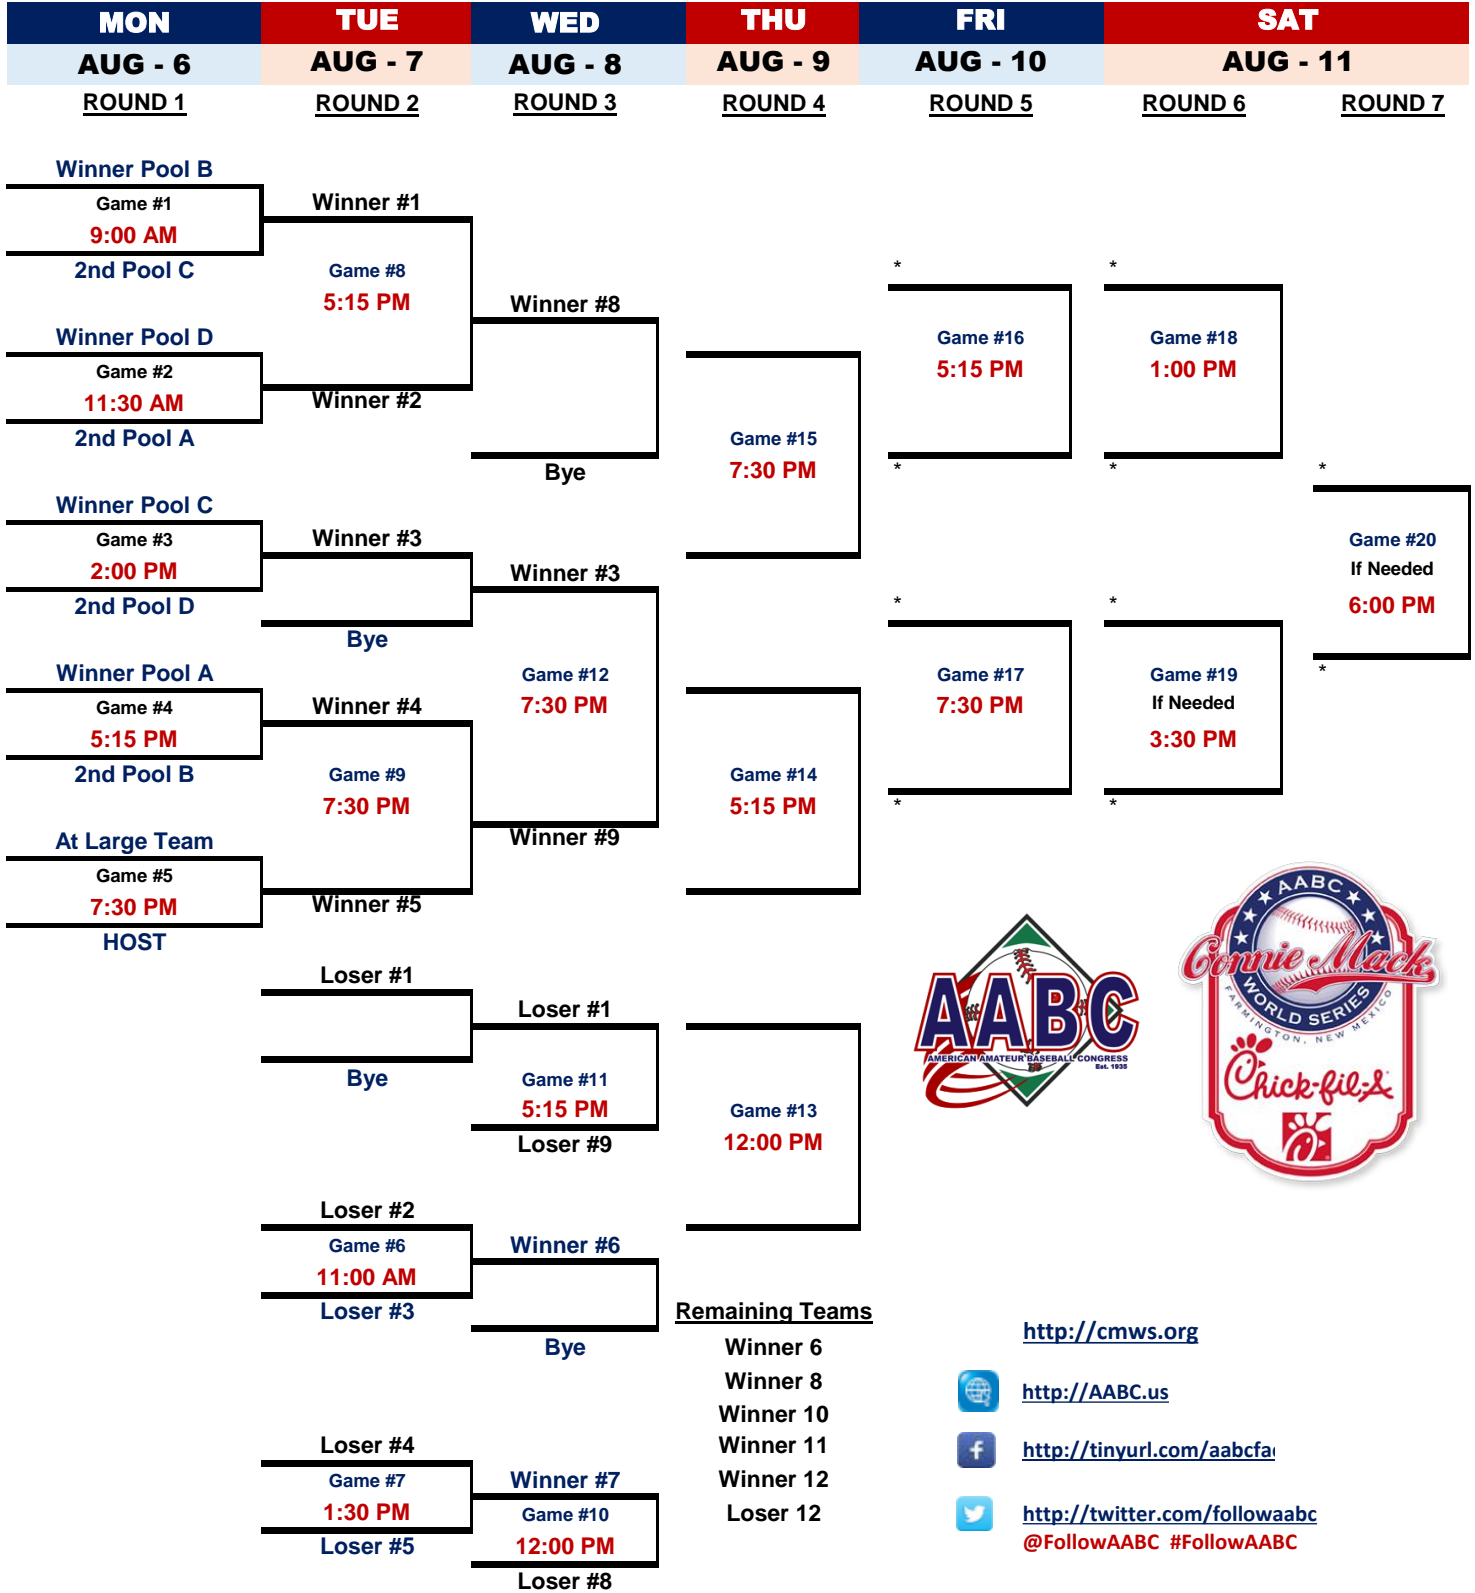 MON TUE WED THU FRI SAT
AUG - 6 AUG - 7 AUG - 8 AUG - 9 AUG - 10 AUG - 11
ROUND 1 ROUND 2 ROUND 3 ROUND 4 ROUND 5 ROUND 6 ROUND 7
Winner Pool B
Game #1
9:00 AM
2nd Pool C
Winner Pool D
Game #2
11:30 AM
2nd Pool A
Winner Pool C
Game #3
2:00 PM
2nd Pool D
Winner Pool A
Game #4
5:15 PM
2nd Pool B
At Large Team
Game #5
7:30 PM
HOST
Winner #1
Game #8
5:15 PM
Winner #2
Winner #3
Bye
Winner #4
Game #9
7:30 PM
Winner #5
Loser #1
Bye
Loser #2
Game #6
11:00 AM
Loser #3
Loser #4
Game #7
1:30 PM
Loser #5
Winner #8
Bye
Winner #3
Game #12
7:30 PM
Winner #9
Loser #1
Game #11
5:15 PM
Loser #9
Winner #6
Bye
Winner #7
Game #10
12:00 PM
Loser #8
Game #15
7:30 PM
Game #14
5:15 PM
Game #13
12:00 PM
Remaining Teams
Winner 6
Winner 8
Winner 10
Winner 11
Winner 12
Loser 12
*
Game #16
5:15 PM
*
*
Game #17
7:30 PM
*
*
Game #18
1:00 PM
*
*
Game #19
If Needed
3:30 PM
*
*
Game #20
If Needed
6:00 PM
*
AABC
AMERICAN AMATEUR BASEBALL CONGRESS
Est. 1935
AABC
Connie Mack
WORLD SERIES
FARMINGTON, NEW MEXICO
Chick-fil-A
http://cmws.org
http://AABC.us
http://tinyurl.com/aabcfa
http://twitter.com/followaabc
@FollowAABC #FollowAABC